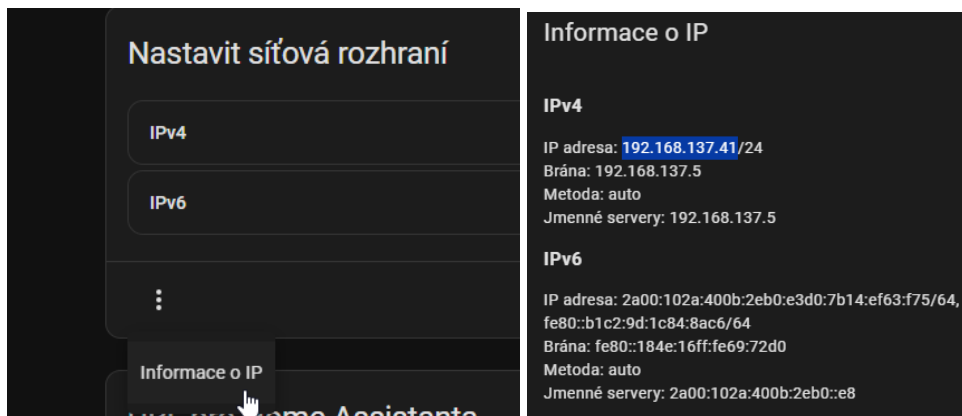 Nastavit síťová rozhraní
IPv4
IPv6
Informace o IP
Assistanta
Informace o IP
IPv4
IP adresa: 192.168.137.41/24
Brána: 192.168.137.5
Metoda: auto
Jmenné servery: 192.168.137.5
IPv6
IP adresa: 2a00:102a:400b:2eb0:e3d0:7b14:ef63:f75/64,
fe80::b1c2:9d:1c84:8ac6/64
Brána: fe80::184e:16ff:fe69:72d0
Metoda: auto
Jmenné servery: 2a00:102a:400b:2eb0::e8